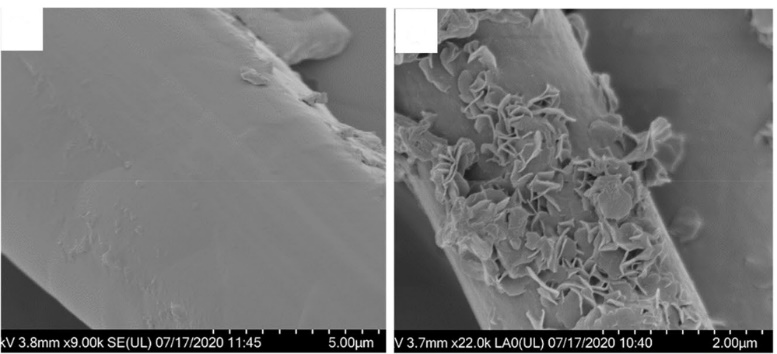 kV 3.8mm x9.00k SE(UL) 07/17/2020 11:45 5.00μm
V 3.7mm x22.0k LA0(UL) 07/17/2020 10:40 2.00μm